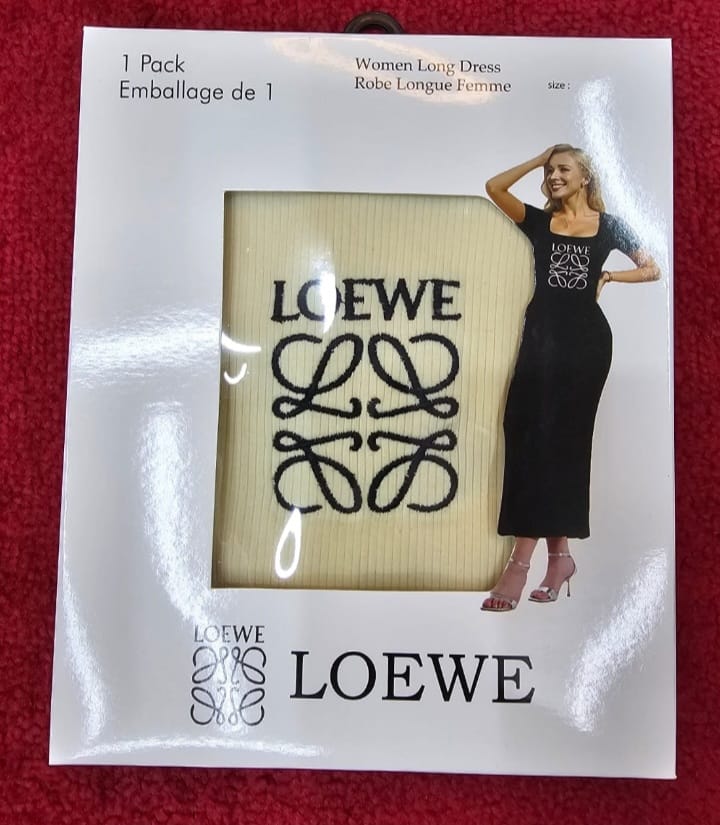 1 Pack
Emballage de 1
Women Long Dress
Robe Longue Femme
size :
LOEWE
LOEWE
LOEWE
LOEWE